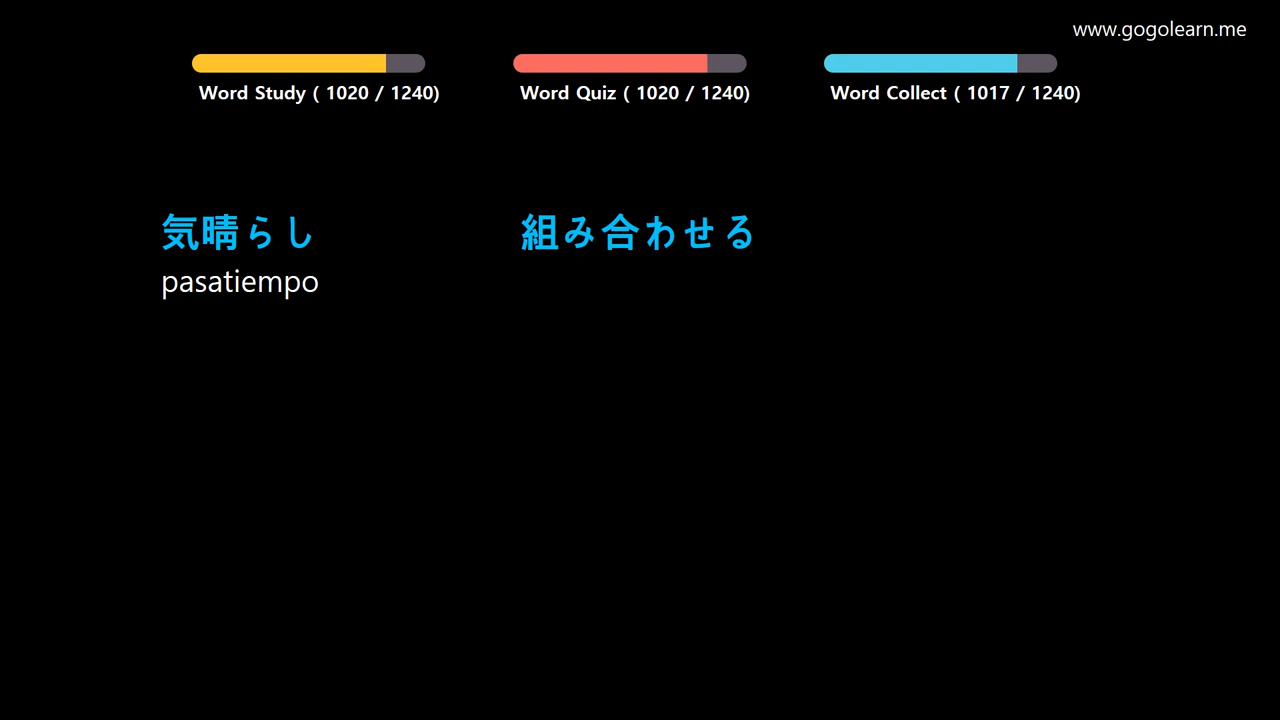 www.gogolearn.me
Word Study ( 1020 / 1240)
Word Quiz ( 1020 / 1240)
Word Collect ( 1017 / 1240)
気晴らし
pasatiempo
組み合わせる